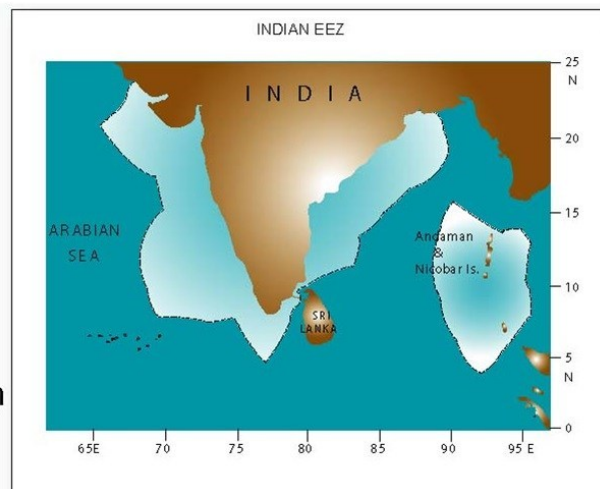 INDIAN EEZ
INDIA
ARABIAN
SEA
Andaman
&
Nicobar Is.
SRI
LANKA
25
N
20
15
10
5
N
0
65E
70
75
80
85
90
95 E